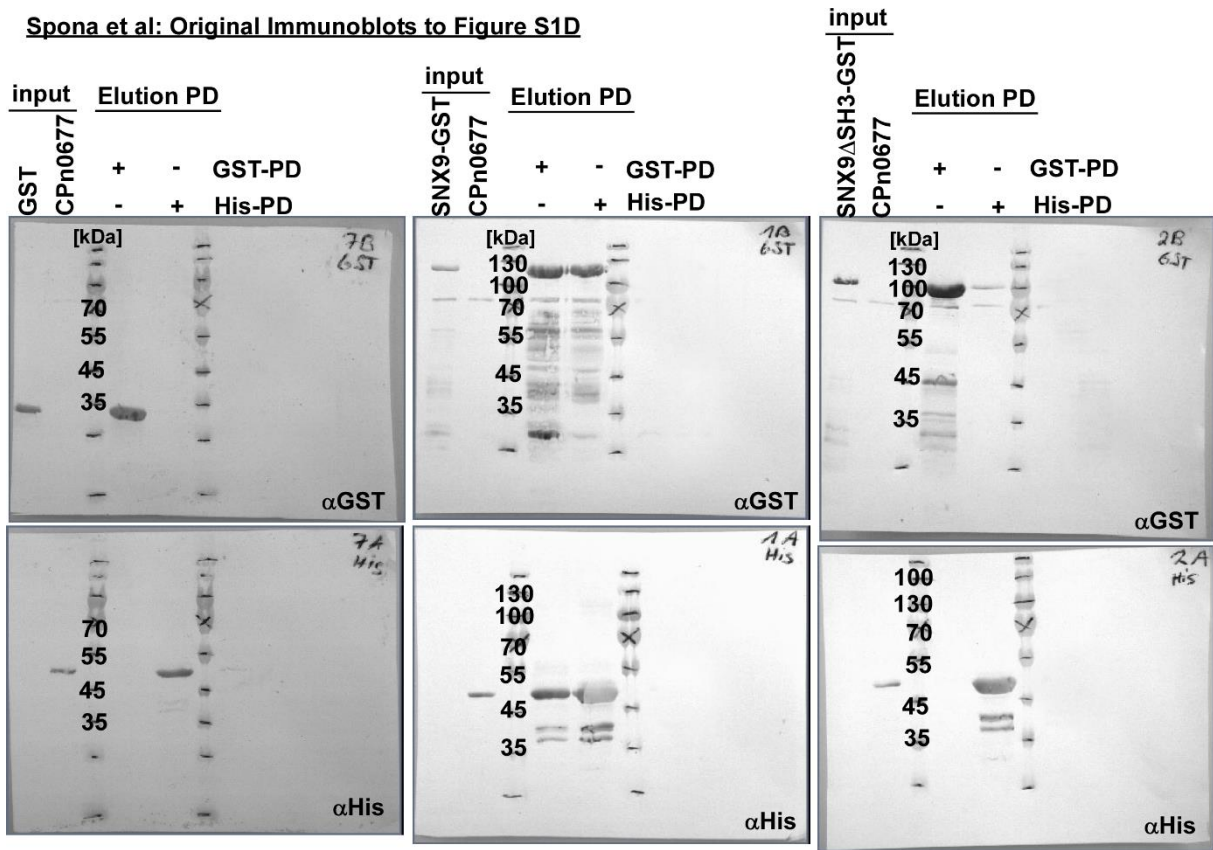 Spona et al: Original Immunoblots to Figure S1D
input
Elution PD
GST
CPn0677
+ - GST-PD
- + His-PD
[kDa]
7B
GST
70
55
45
35
αGST
7A
His
70
55
45
35
αHis
input
Elution PD
SNX9-GST
CPn0677
+ - GST-PD
- + His-PD
[kDa]
1B
GST
130
100
70
55
45
35
αGST
1A
His
130
100
70
55
45
35
αHis
input
Elution PD
SNX9ΔSH3-GST
CPn0677
+ - GST-PD
- + His-PD
[kDa]
2B
GST
130
100
70
55
45
35
αGST
2A
His
100
130
70
55
45
35
αHis